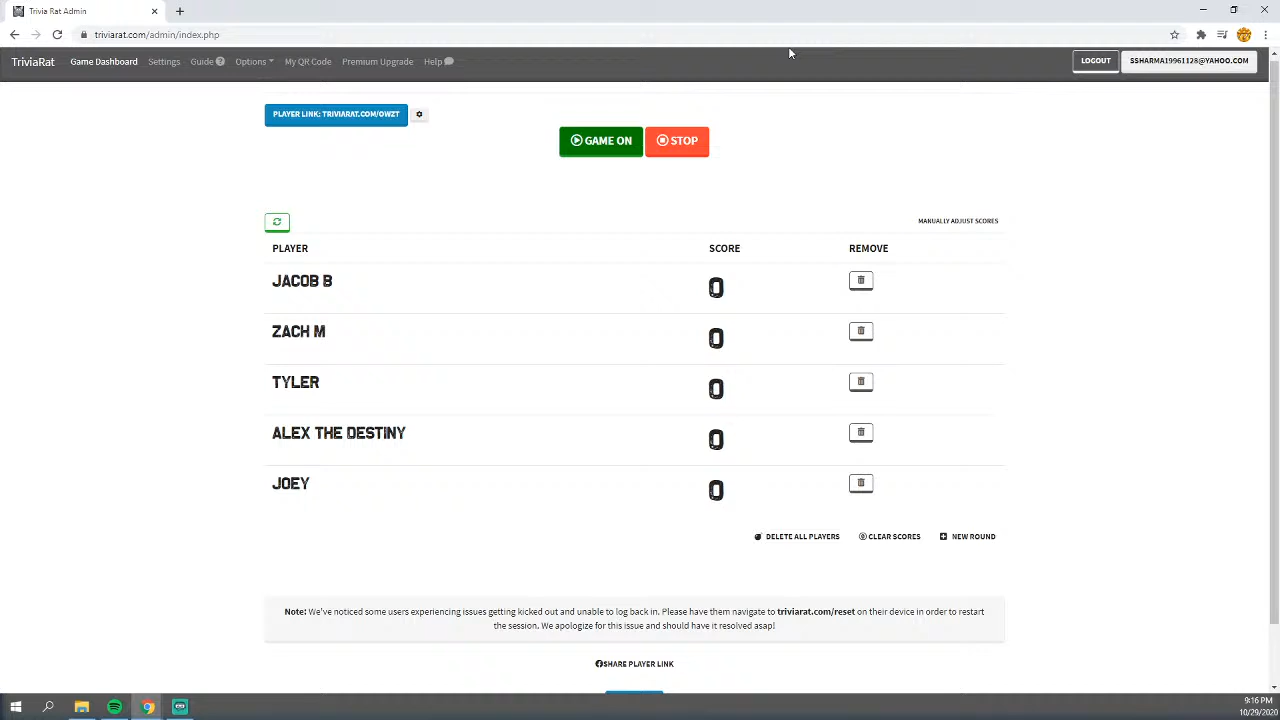 Trivia Rat Admin
triviarat.com/admin/index.php
TriviaRat Game Dashboard Settings Guide Options My QR Code Premium Upgrade Help LOGOUT SSHARMA19961128@YAHOO.COM
PLAYER LINK: TRIVIARAT.COM/OWZT
GAME ON STOP
MANUALLY ADJUST SCORES
PLAYER SCORE REMOVE
JACOB B 0
ZACH M 0
TYLER 0
ALEX THE DESTINY 0
JOEY 0
DELETE ALL PLAYERS CLEAR SCORES NEW ROUND
Note: We've noticed some users experiencing issues getting kicked out and unable to log back in. Please have them navigate to triviarat.com/reset on their device in order to restart
the session. We apologize for this issue and should have it resolved asap!
SHARE PLAYER LINK
9:16 PM
10/29/2020